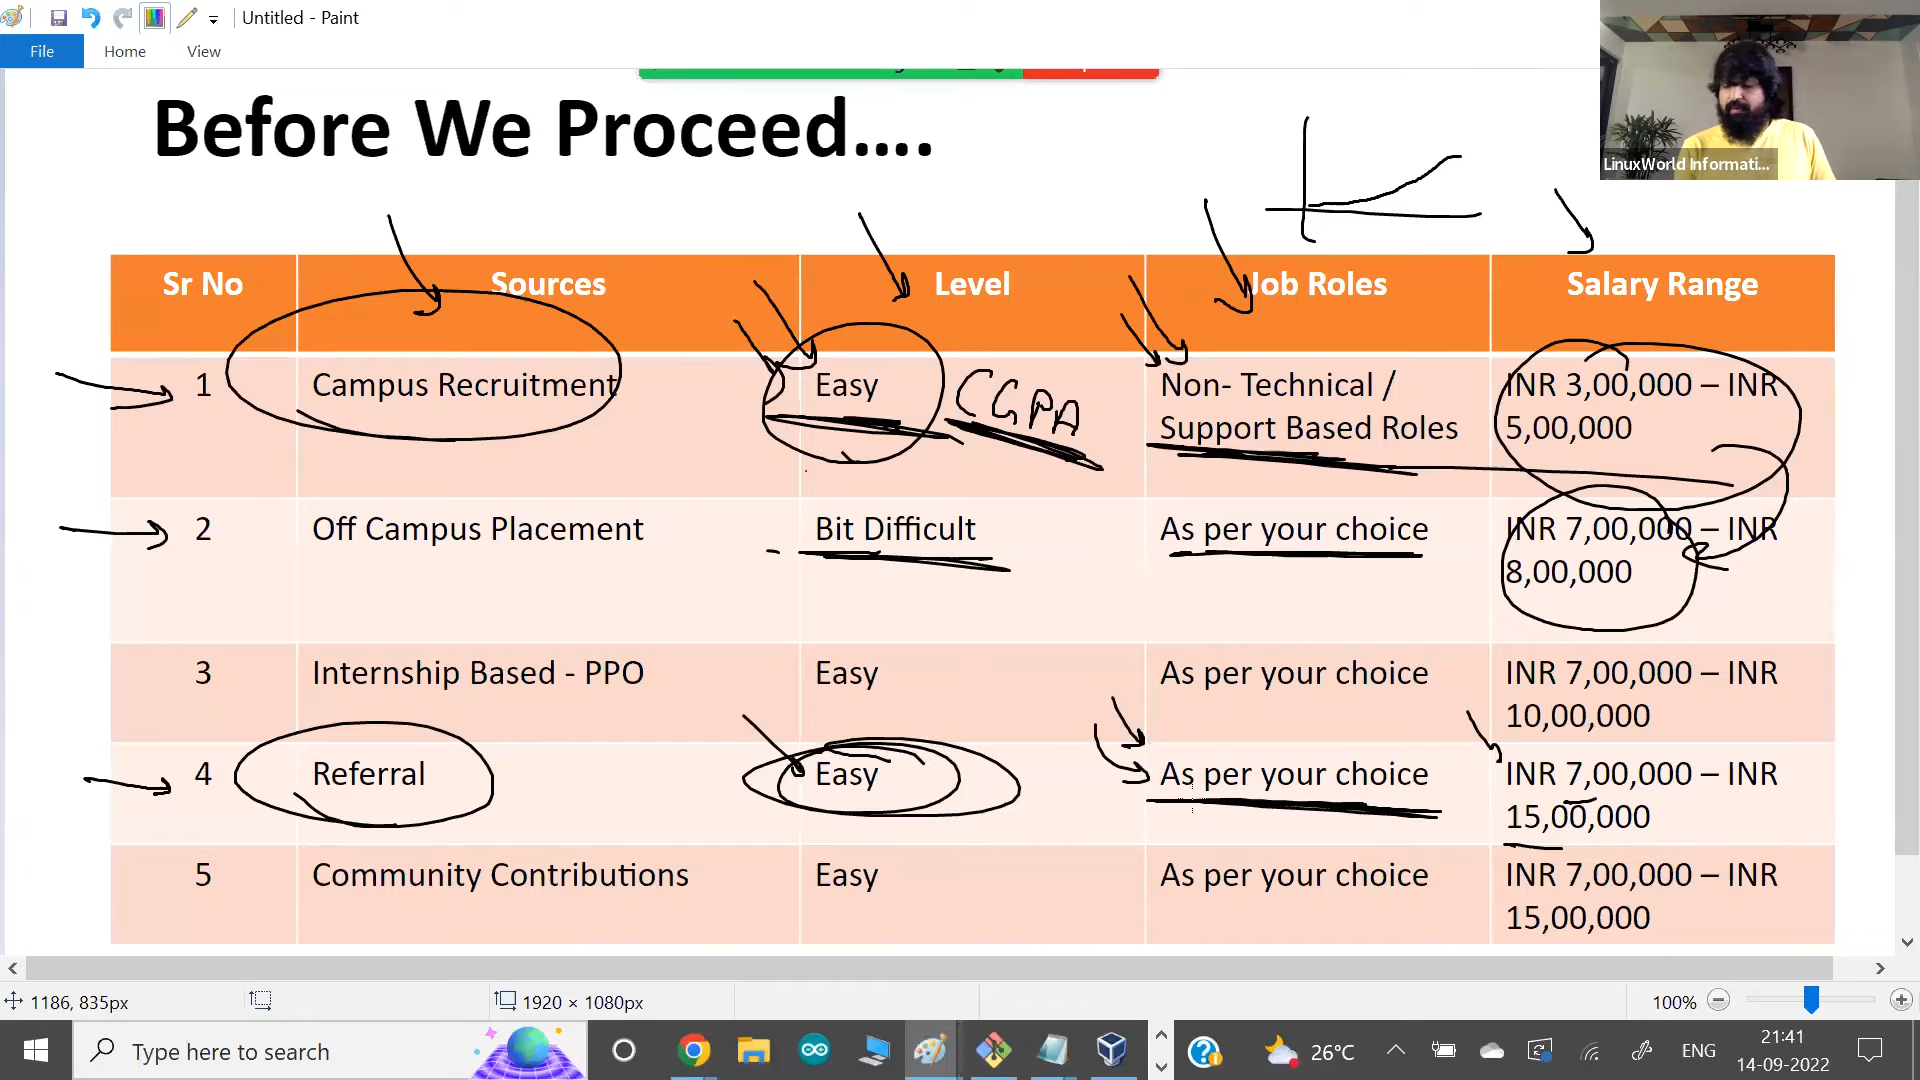 Untitled - Paint
File Home View
LinuxWorld Informati...
Before We Proceed....
Sr No Sources Level Job Roles Salary Range
1 Campus Recruitment Easy CGPA Non- Technical / INR 3,00,000 – INR
Support Based Roles 5,00,000
2 Off Campus Placement Bit Difficult As per your choice INR 7,00,000 – INR
8,00,000
3 Internship Based - PPO Easy As per your choice INR 7,00,000 – INR
10,00,000
4 Referral Easy As per your choice INR 7,00,000 – INR
15,00,000
5 Community Contributions Easy As per your choice INR 7,00,000 – INR
15,00,000
1186, 835px 1920 × 1080px 100%
Type here to search 26°C ENG 21:41
14-09-2022